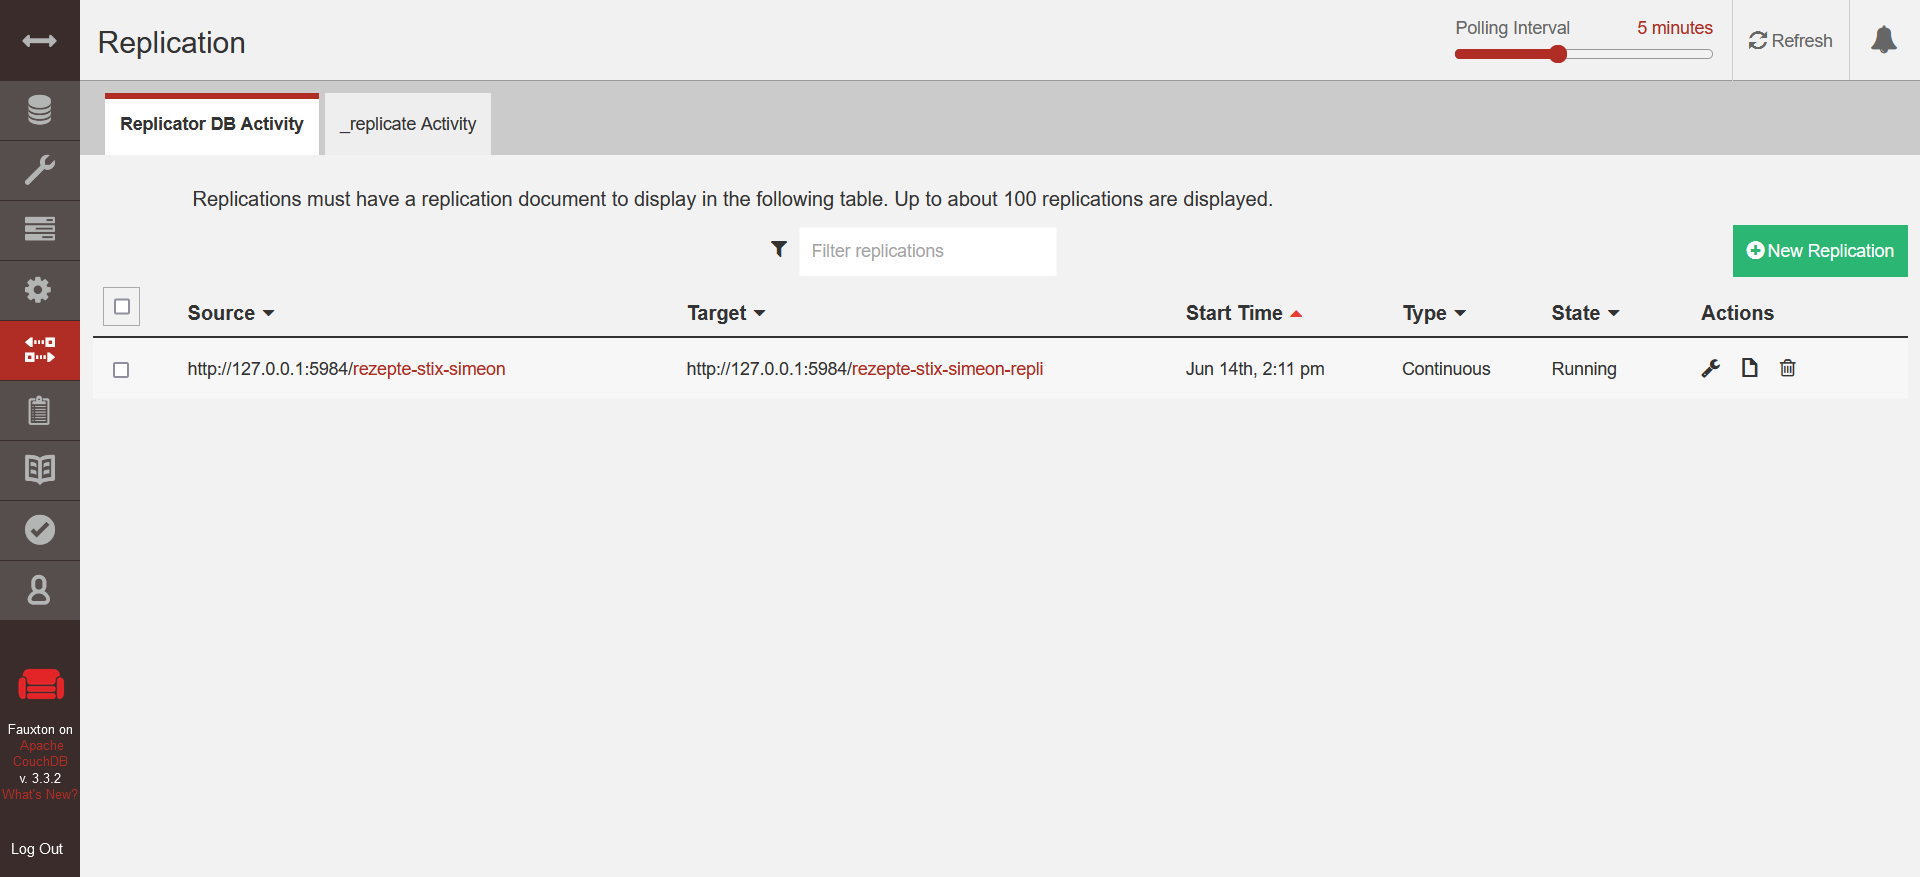 Replication
Polling Interval 5 minutes
Refresh
Replicator DB Activity
_replicate Activity
Replications must have a replication document to display in the following table. Up to about 100 replications are displayed.
Filter replications
New Replication
Source Target Start Time Type State Actions
http://127.0.0.1:5984/rezepte-stix-simeon http://127.0.0.1:5984/rezepte-stix-simeon-repli Jun 14th, 2:11 pm Continuous Running
Fauxton on
Apache
CouchDB
v. 3.3.2
What's New?
Log Out